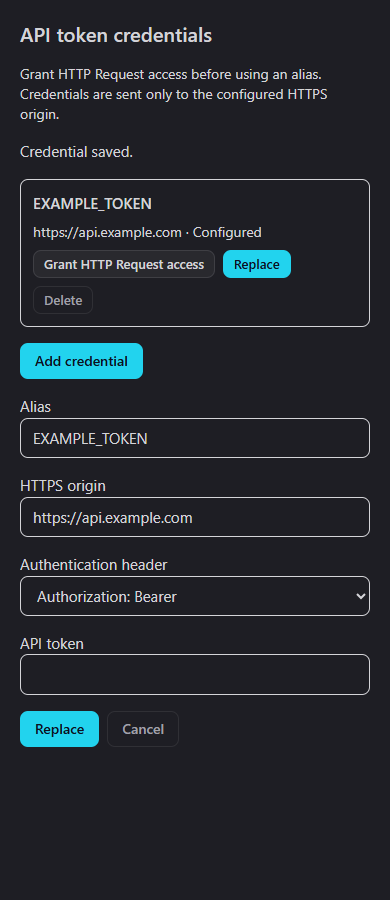 API token credentials
Grant HTTP Request access before using an alias.
Credentials are sent only to the configured HTTPS
origin.
Credential saved.
EXAMPLE_TOKEN
https://api.example.com · Configured
Grant HTTP Request access
Replace
Delete
Add credential
Alias
EXAMPLE_TOKEN
HTTPS origin
https://api.example.com
Authentication header
Authorization: Bearer
API token
Replace
Cancel